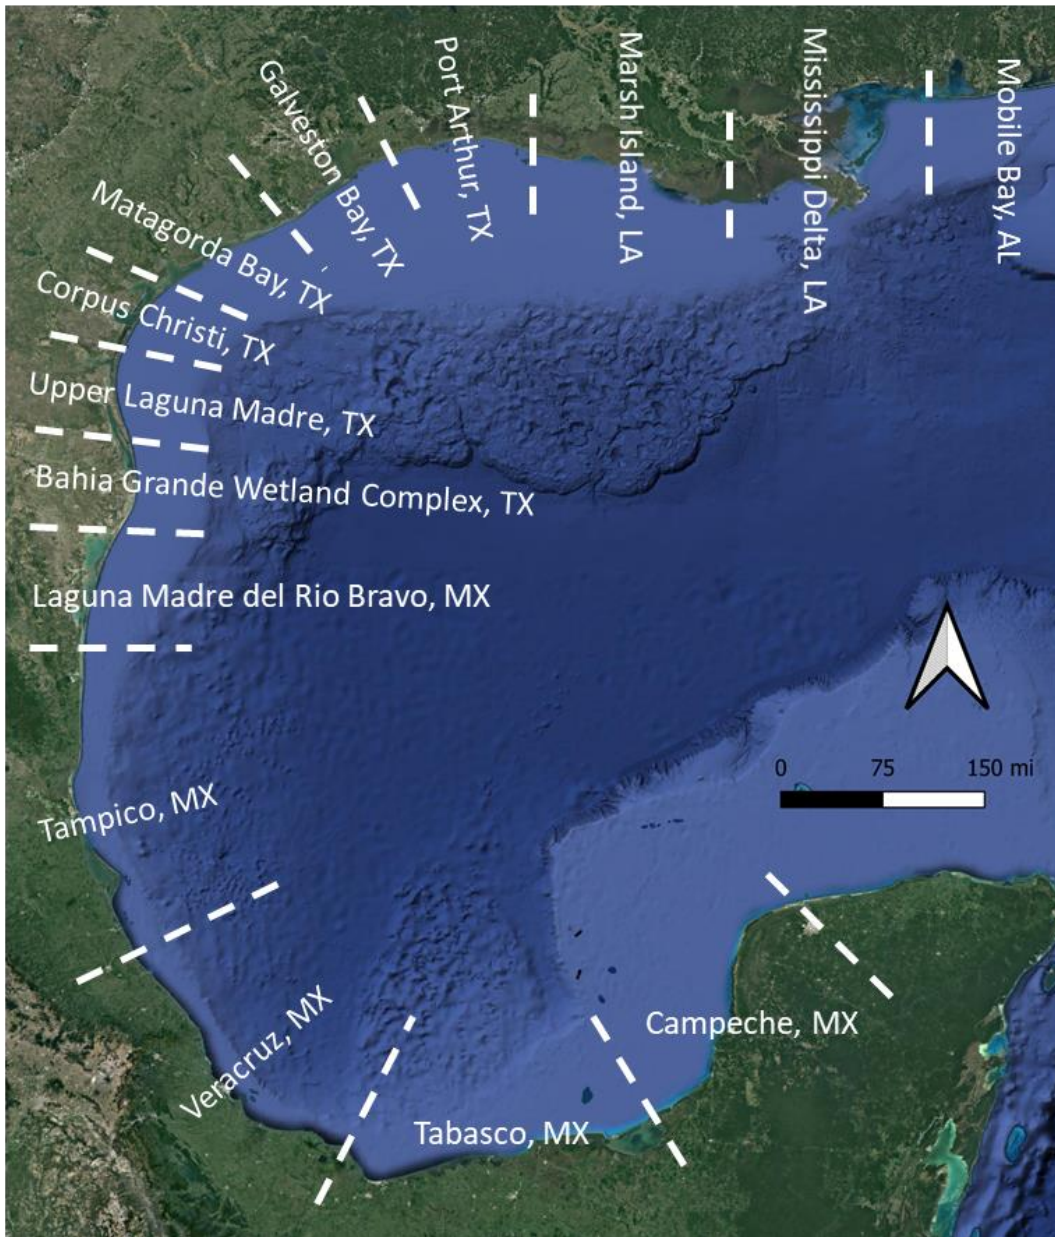 Mobile Bay, AL
Mississippi Delta, LA
Marsh Island, LA
Port Arthur, TX
Galveston Bay, TX
Matagorda Bay, TX
Corpus Christi, TX
Upper Laguna Madre, TX
Bahia Grande Wetland Complex, TX
Laguna Madre del Rio Bravo, MX
Tampico, MX
Veracruz, MX
Tabasco, MX
Campeche, MX
0 75 150 mi